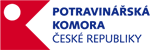 POTRAVINÁŘSKÁ
KOMORA
ČESKÉ REPUBLIKY